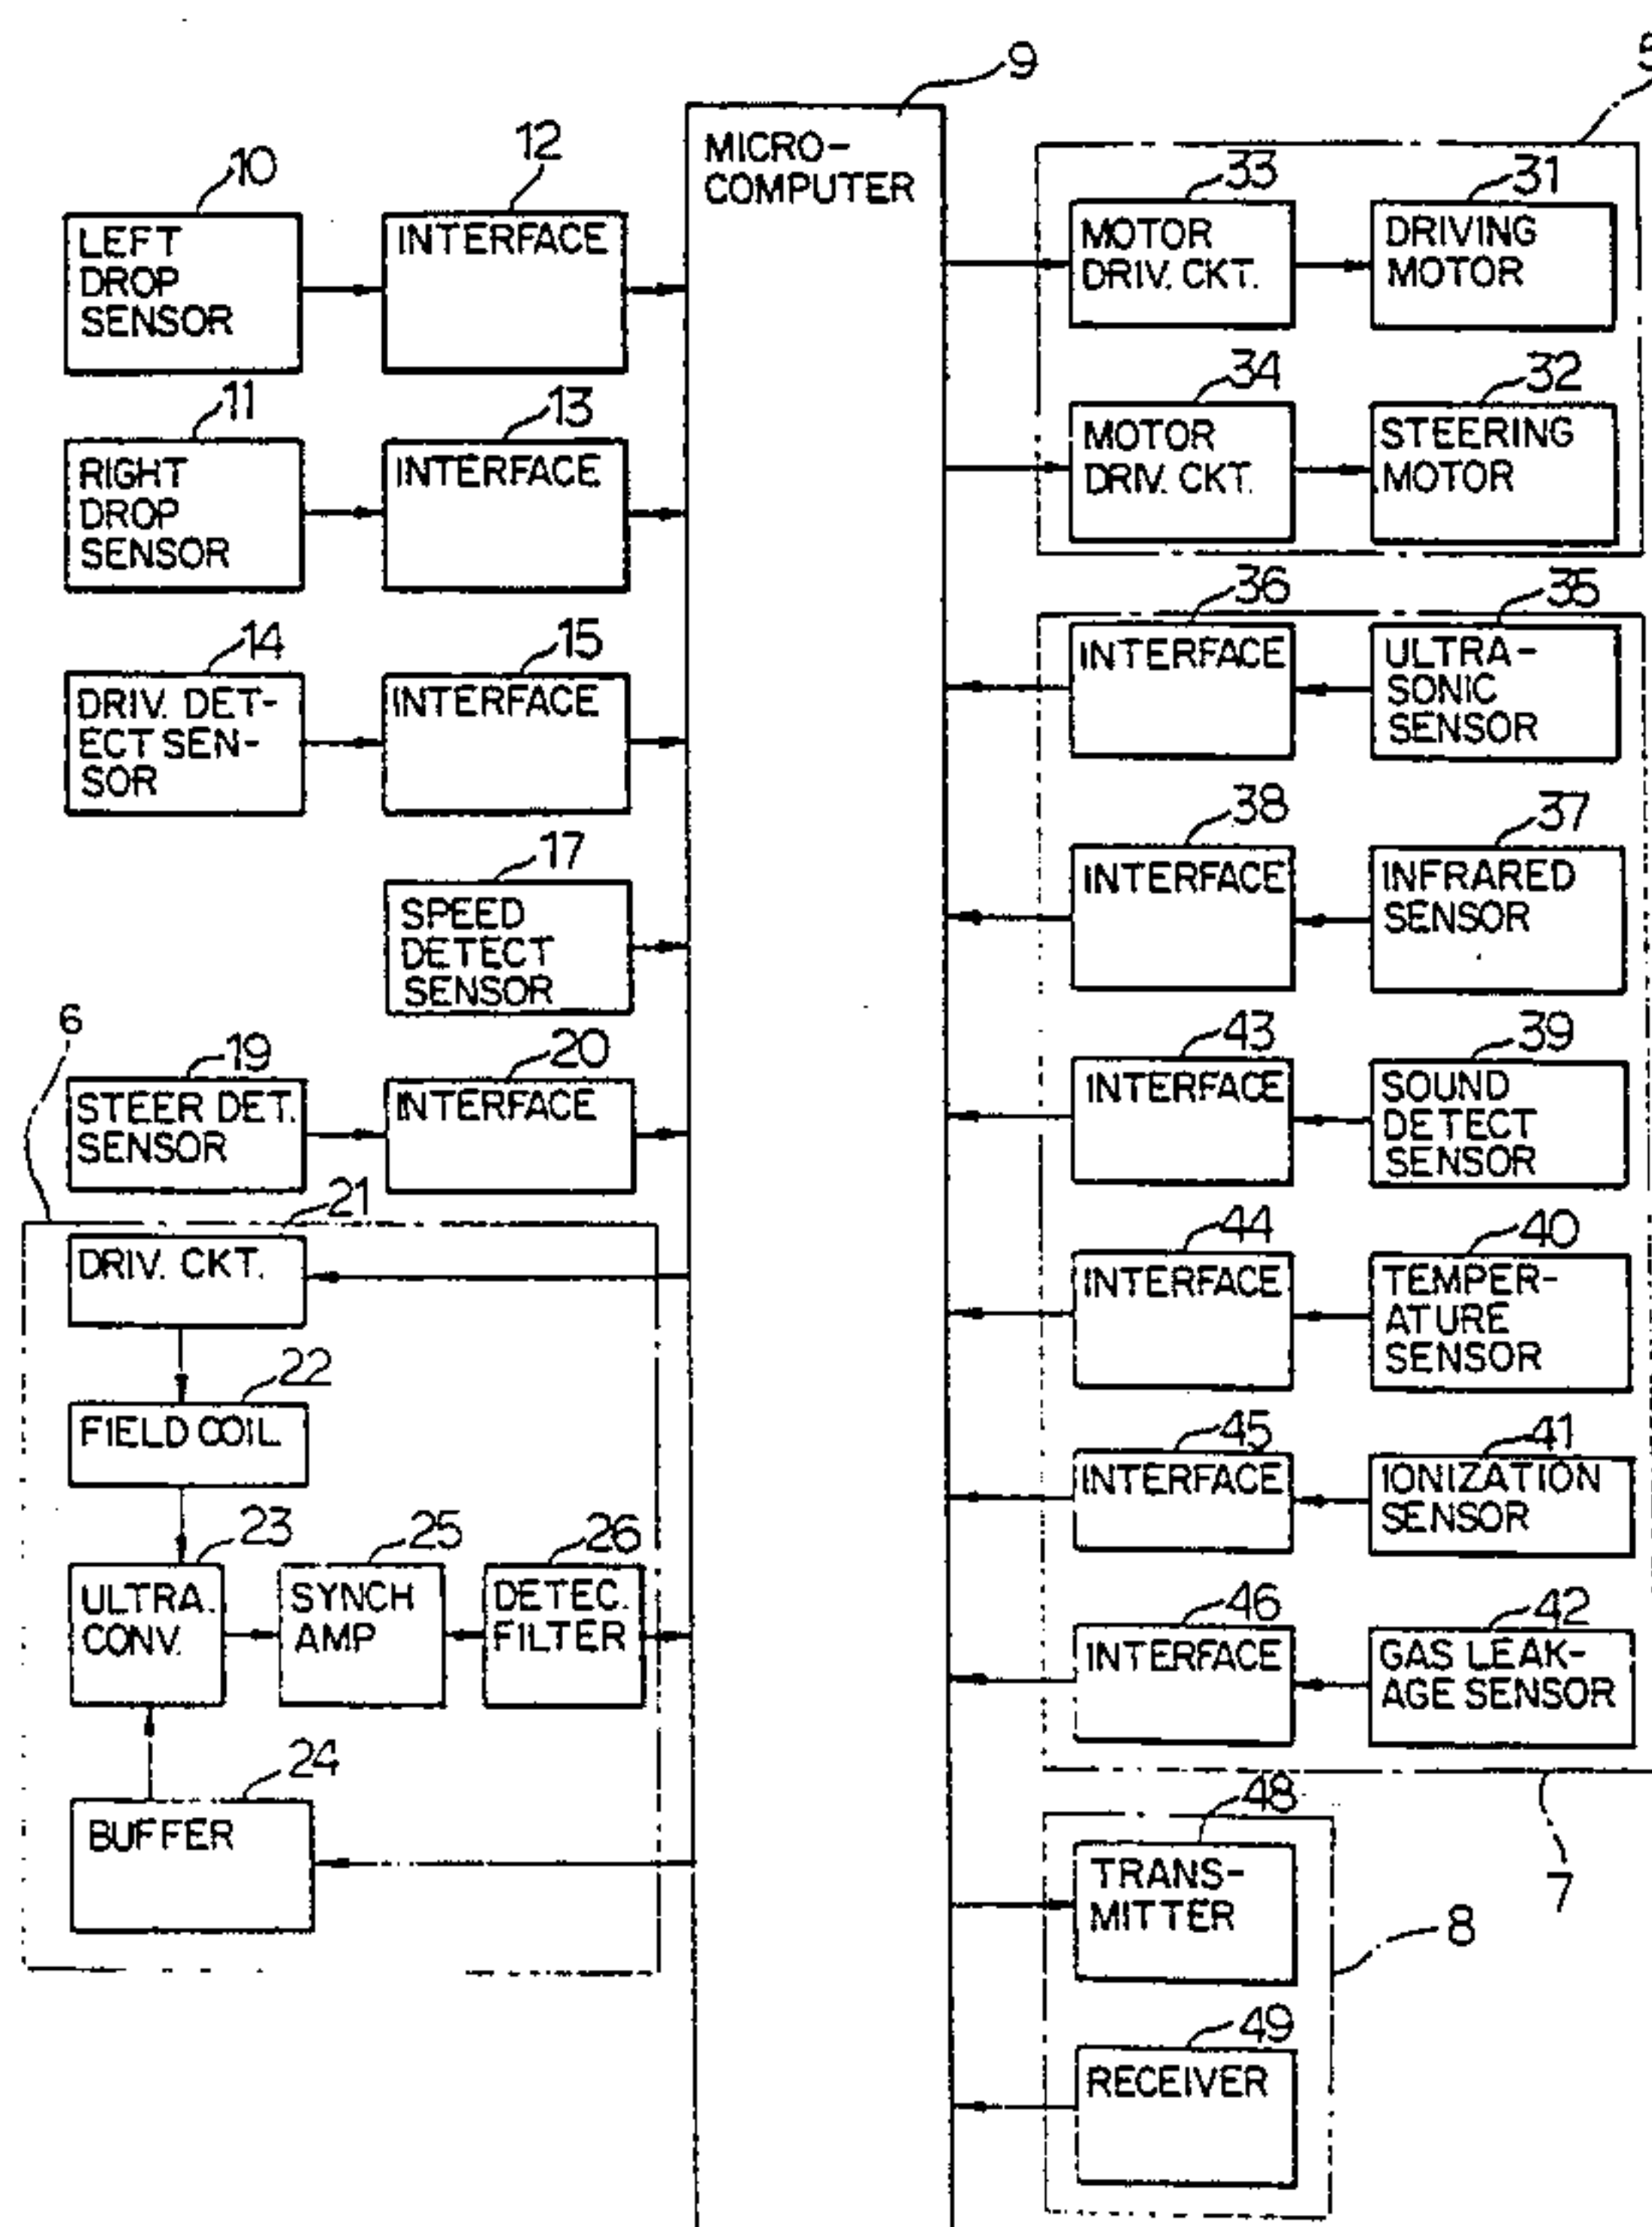 9
MICRO-
COMPUTER
10
LEFT
DROP
SENSOR
12
INTERFACE
11
RIGHT
DROP
SENSOR
13
INTERFACE
14
DRIV. DET-
ECT SEN-
SOR
15
INTERFACE
17
SPEED
DETECT
SENSOR
6
19
STEER DET.
SENSOR
20
INTERFACE
21
DRIV. CKT.
22
FIELD COIL
23
ULTRA.
CONV.
25
SYNCH
AMP
26
DETEC.
FILTER
24
BUFFER
5
33
MOTOR
DRIV. CKT.
31
DRIVING
MOTOR
34
MOTOR
DRIV. CKT.
32
STEERING
MOTOR
36
INTERFACE
35
ULTRA-
SONIC
SENSOR
38
INTERFACE
37
INFRARED
SENSOR
43
INTERFACE
39
SOUND
DETECT
SENSOR
44
INTERFACE
40
TEMPER-
ATURE
SENSOR
45
INTERFACE
41
IONIZATION
SENSOR
46
INTERFACE
42
GAS LEAK-
AGE SENSOR
7
48
TRANS-
MITTER
8
49
RECEIVER